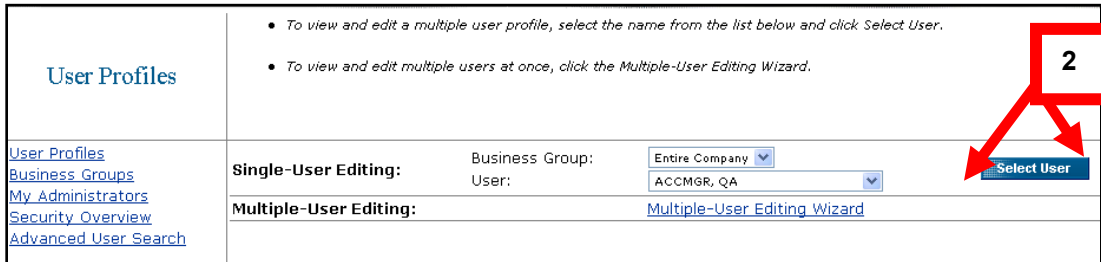 • To view and edit a multiple user profile, select the name from the list below and click Select User.
• To view and edit multiple users at once, click the Multiple-User Editing Wizard.
User Profiles
2
User Profiles
Business Groups
My Administrators
Security Overview
Advanced User Search
Single-User Editing:
Business Group:
Entire Company
User:
ACCMGR, QA
Select User
Multiple-User Editing:
Multiple-User Editing Wizard